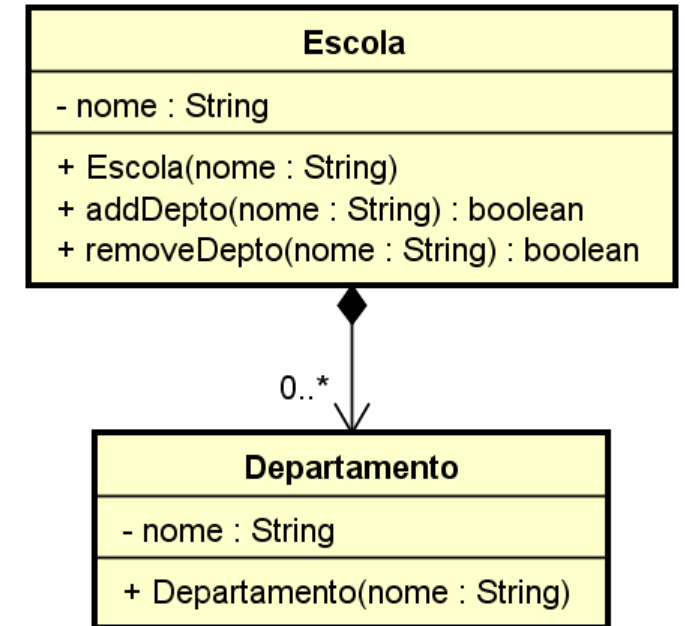 Escola
- nome : String
+ Escola(nome : String)
+ addDepto(nome : String) : boolean
+ removeDepto(nome : String) : boolean
0..*
Departamento
- nome : String
+ Departamento(nome : String)